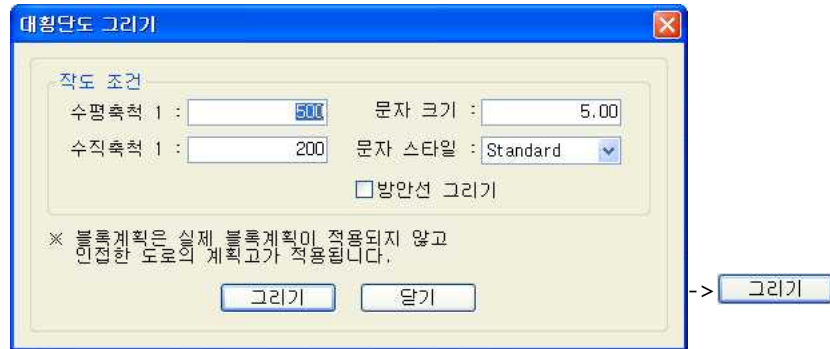 대횡단도 그리기
작도 조건
수평축척 1 : 500 문자 크기 : 5.00
수직축척 1 : 200 문자 스타일 : Standard
방안선 그리기
※ 블록계획은 실제 블록계획이 적용되지 않고
인접한 도로의 계획고가 적용됩니다.
그리기 닫기 -> 그리기